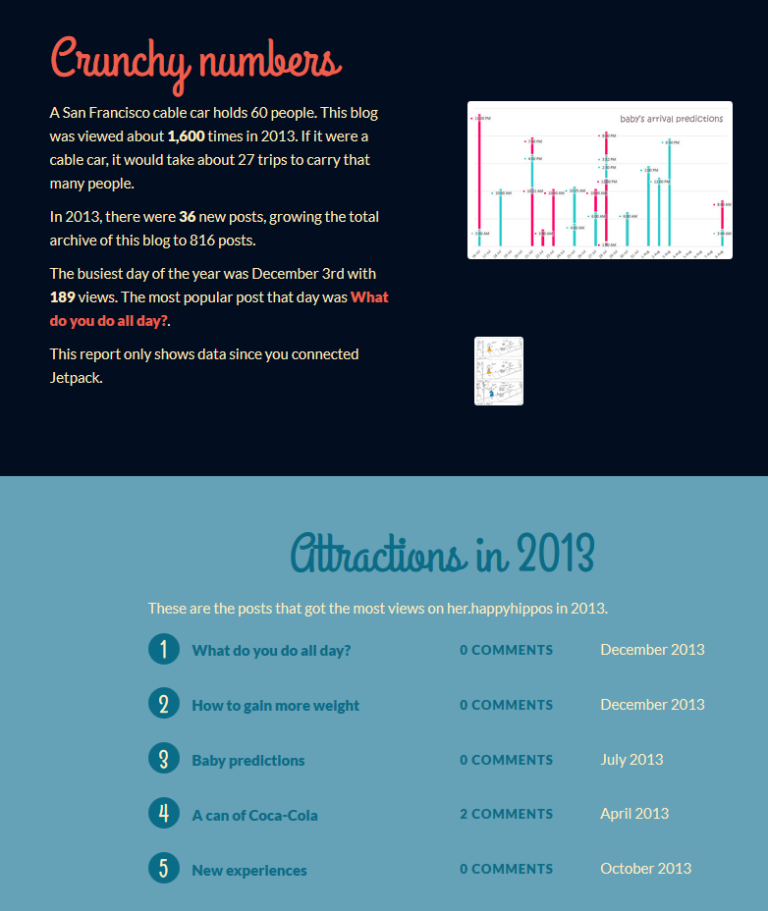 Crunchy numbers
A San Francisco cable car holds 60 people. This blog
was viewed about 1,600 times in 2013. If it were a
cable car, it would take about 27 trips to carry that
many people.
In 2013, there were 36 new posts, growing the total
archive of this blog to 816 posts.
The busiest day of the year was December 3rd with
189 views. The most popular post that day was What
do you do all day?.
This report only shows data since you connected
Jetpack.
baby's arrival predictions
Attractions in 2013
These are the posts that got the most views on her.happyhippos in 2013.
1 What do you do all day? 0 COMMENTS December 2013
2 How to gain more weight 0 COMMENTS December 2013
3 Baby predictions 0 COMMENTS July 2013
4 A can of Coca-Cola 2 COMMENTS April 2013
5 New experiences 0 COMMENTS October 2013